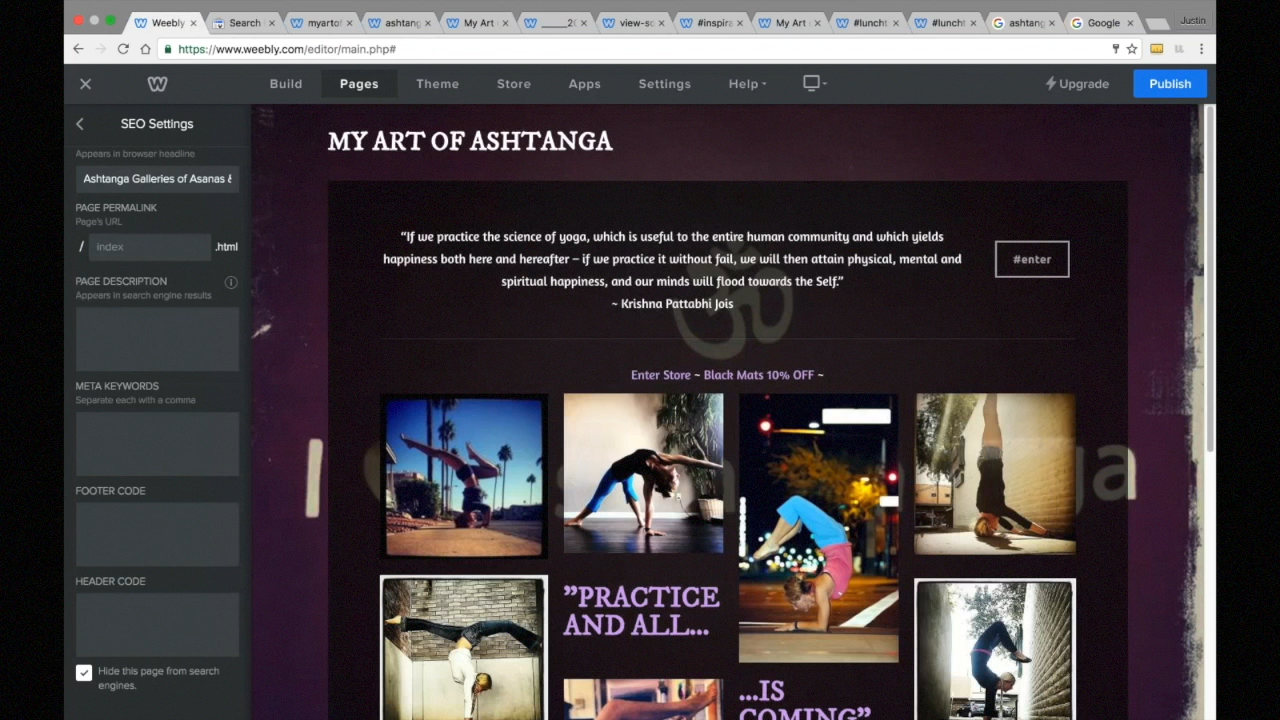 Weebly
Search
myarto!
ashtang
My Art
____20
view-so
#inspira
My Art
#luncht
#luncht
ashtang
Google
Justin
https://www.weebly.com/editor/main.php#
Build
Pages
Theme
Store
Apps
Settings
Help
Upgrade
Publish
SEO Settings
Appears in browser headline
Ashtanga Galleries of Asanas &
PAGE PERMALINK
Page's URL
/ index .html
PAGE DESCRIPTION
Appears in search engine results
META KEYWORDS
Separate each with a comma
FOOTER CODE
HEADER CODE
Hide this page from search
engines.
MY ART OF ASHTANGA
“If we practice the science of yoga, which is useful to the entire human community and which yields
happiness both here and hereafter – if we practice it without fail, we will then attain physical, mental and
spiritual happiness, and our minds will flood towards the Self.”
~ Krishna Pattabhi Jois
#enter
Enter Store ~ Black Mats 10% OFF ~
”PRACTICE
AND ALL...
...IS
COMING”